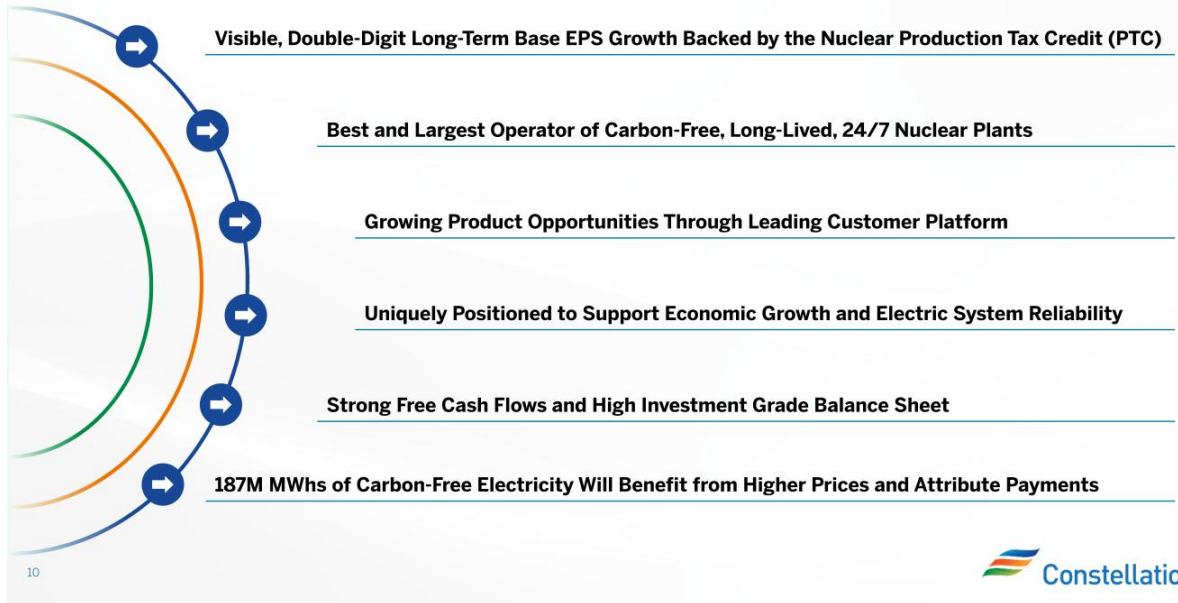 Visible, Double-Digit Long-Term Base EPS Growth Backed by the Nuclear Production Tax Credit (PTC)
Best and Largest Operator of Carbon-Free, Long-Lived, 24/7 Nuclear Plants
Growing Product Opportunities Through Leading Customer Platform
Uniquely Positioned to Support Economic Growth and Electric System Reliability
Strong Free Cash Flows and High Investment Grade Balance Sheet
187M MWhs of Carbon-Free Electricity Will Benefit from Higher Prices and Attribute Payments
10
Constellatio